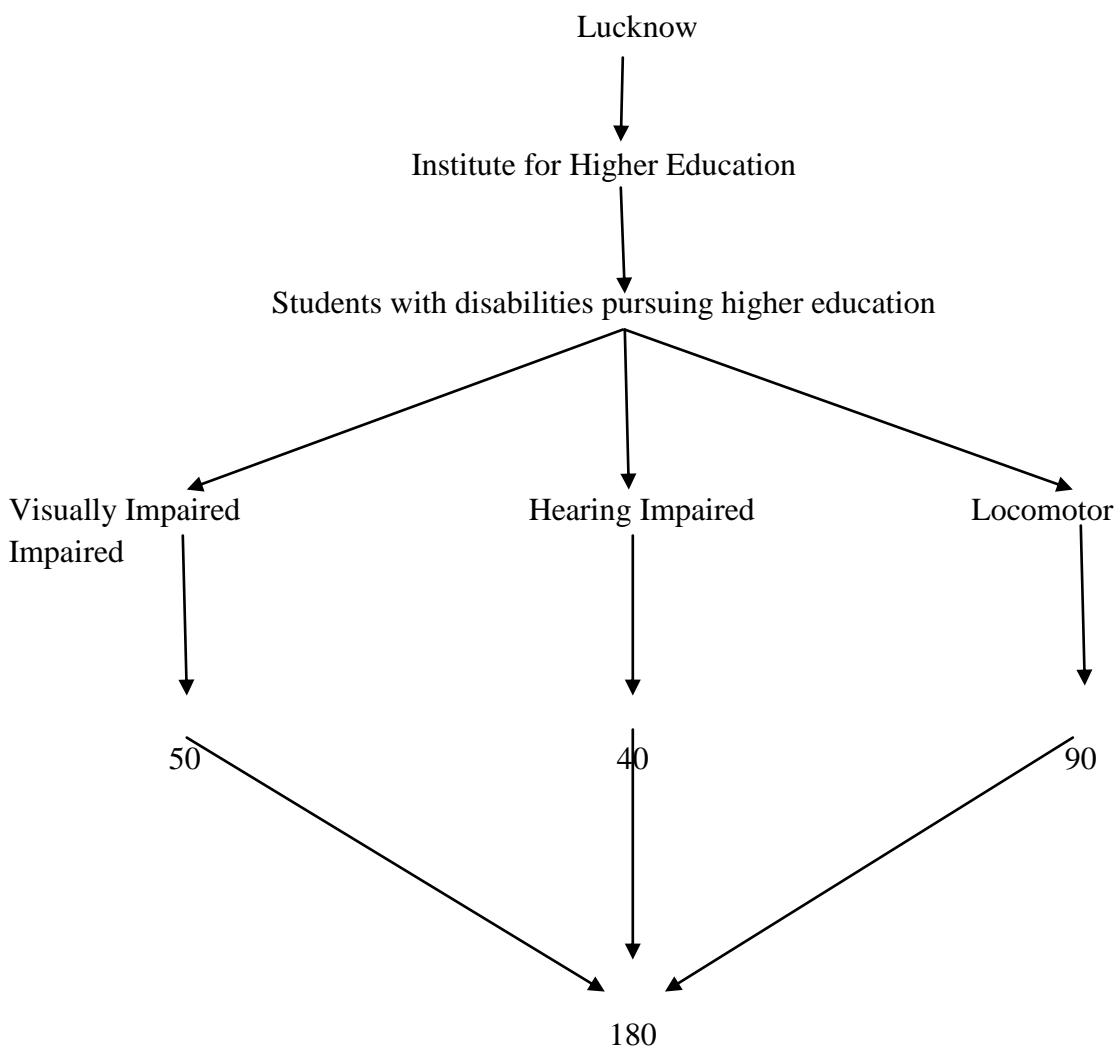 Lucknow
Institute for Higher Education
Students with disabilities pursuing higher education
Visually Impaired Hearing Impaired Locomotor
Impaired
50 40 90
180